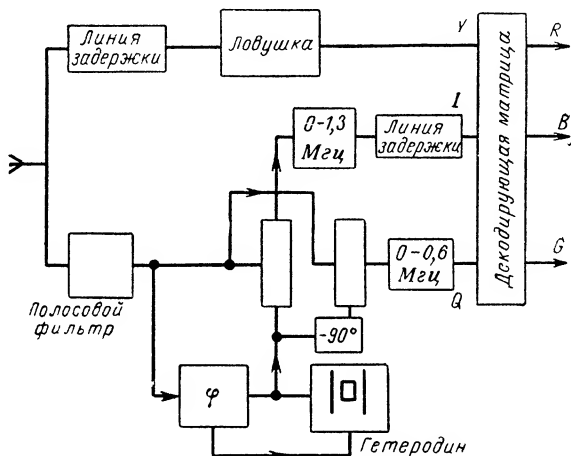 Линия
задержки
Ловушка
Y
R
I
0-1,3
Мгц
Линия
задержки
B
Декодирующая матрица
Полосовой
фильтр
0-0,6
Мгц
Q
G
-90°
φ
Гетеродин